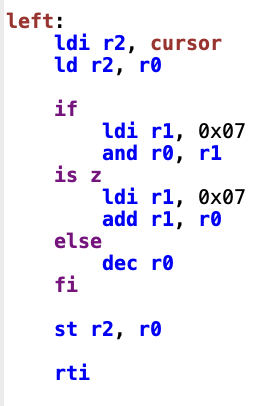 left:
    ldi r2, cursor
    ld r2, r0

    if
        ldi r1, 0x07
        and r0, r1
    is z
        ldi r1, 0x07
        add r1, r0
    else
        dec r0
    fi

    st r2, r0

    rti